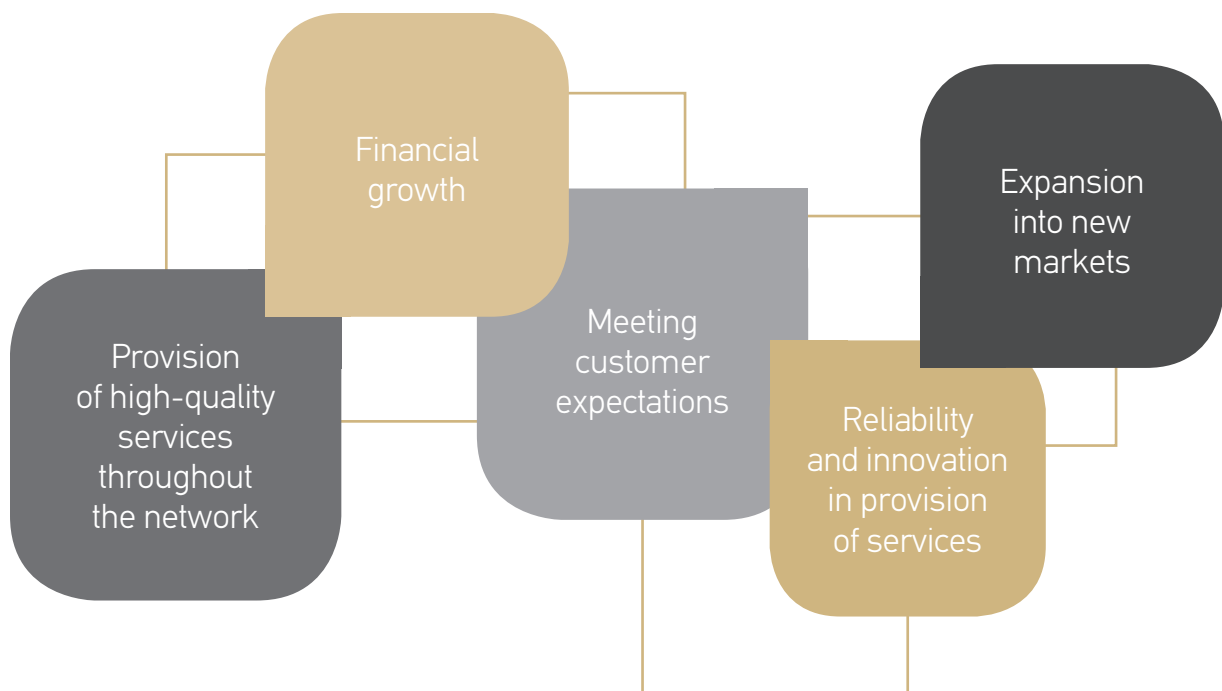 Financial
growth
Expansion
into new
markets
Meeting
customer
expectations
Provision
of high-quality
services
throughout
the network
Reliability
and innovation
in provision
of services